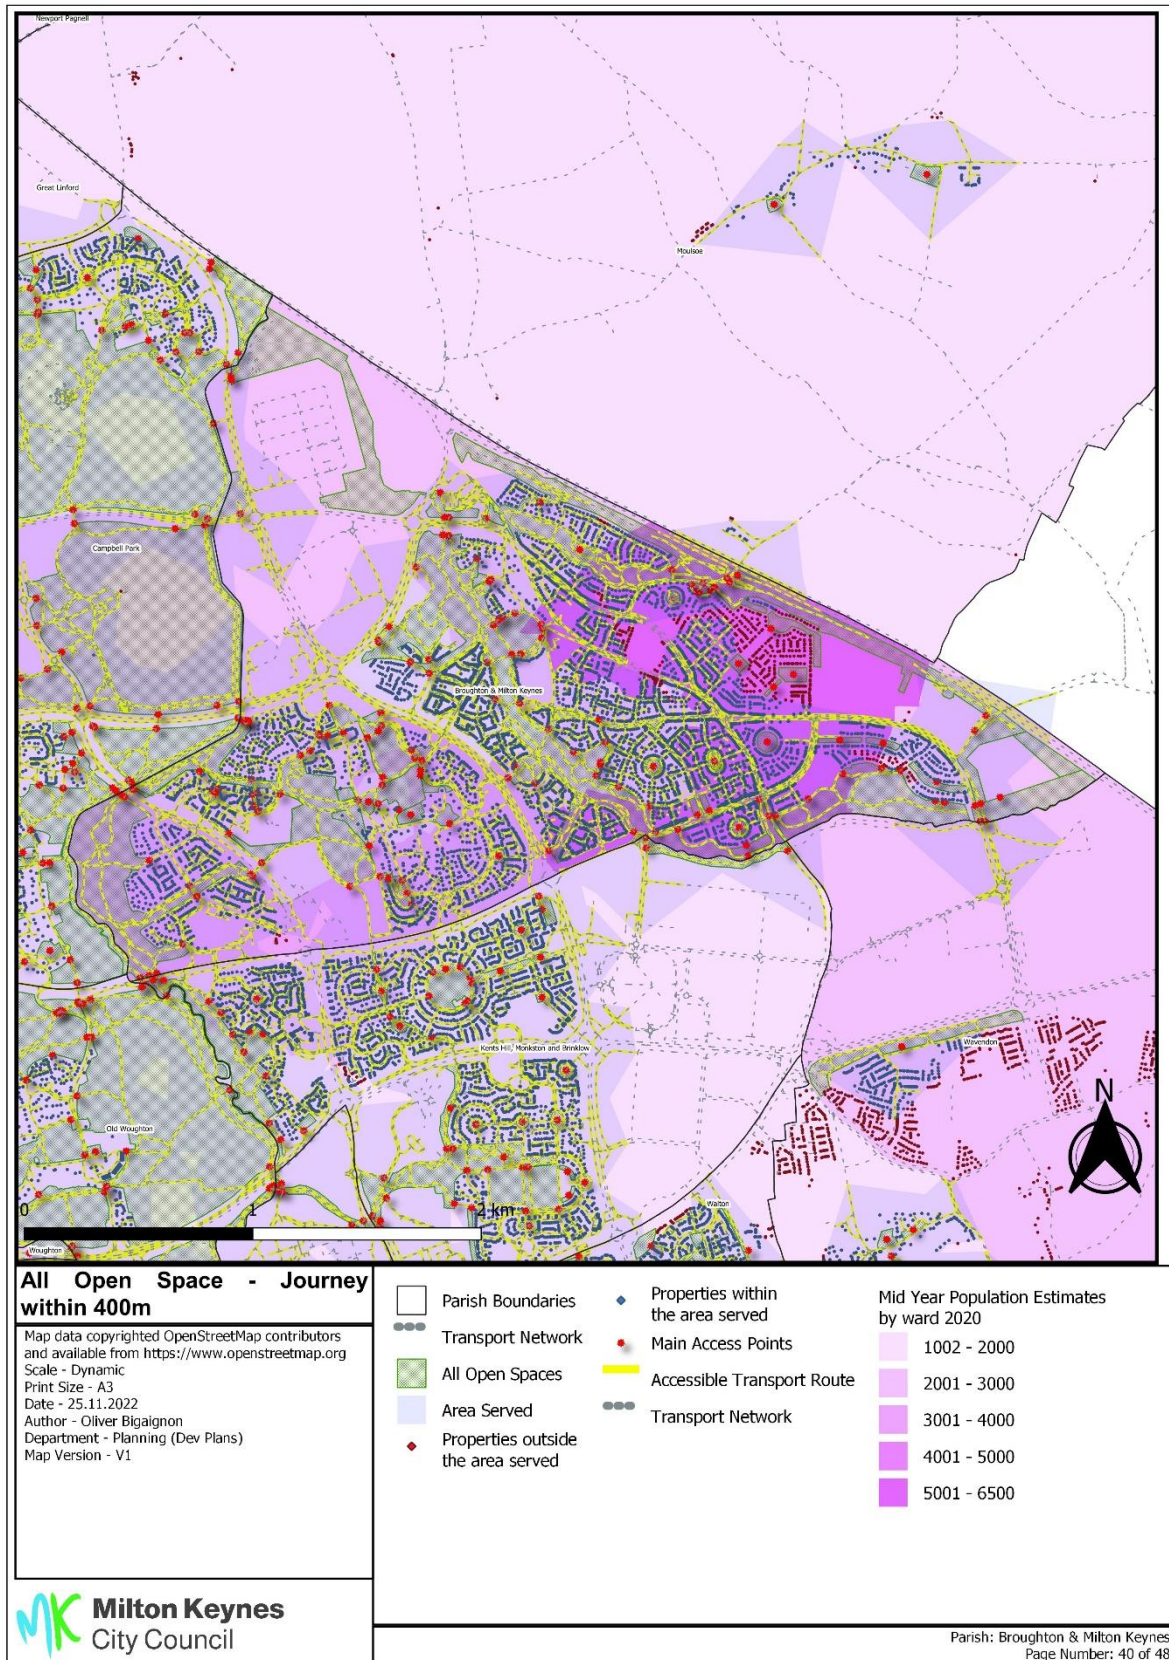 Newport Pagnell
Great Linford
Moulsoe
Campbell Park
Broughton & Milton Keynes
Wavendon
Kents Hill, Monkston and Brinklow
Old Woughton
Walton
Woughton
N
0 1 2 km
All Open Space - Journey
within 400m
Map data copyrighted OpenStreetMap contributors
and available from https://www.openstreetmap.org
Scale - Dynamic
Print Size - A3
Date - 25.11.2022
Author - Oliver Bigaignon
Department - Planning (Dev Plans)
Map Version - V1
MK Milton Keynes
City Council
Parish Boundaries
Transport Network
All Open Spaces
Area Served
Properties outside
the area served
Properties within
the area served
Main Access Points
Accessible Transport Route
Transport Network
Mid Year Population Estimates
by ward 2020
1002 - 2000
2001 - 3000
3001 - 4000
4001 - 5000
5001 - 6500
Parish: Broughton & Milton Keynes
Page Number: 40 of 48